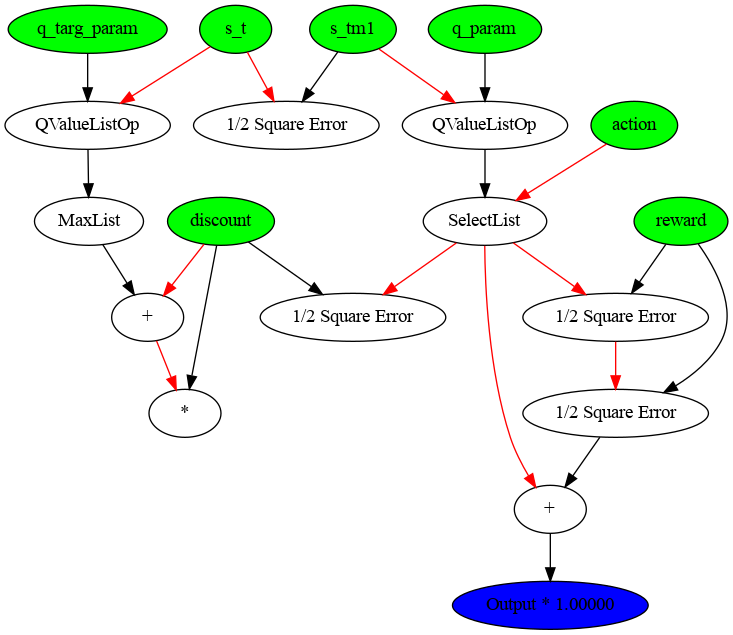 q_targ_param
s_t
s_tm1
q_param
QValueListOp
1/2 Square Error
QValueListOp
action
MaxList
discount
SelectList
reward
+
1/2 Square Error
1/2 Square Error
*
1/2 Square Error
+
Output * 1.00000